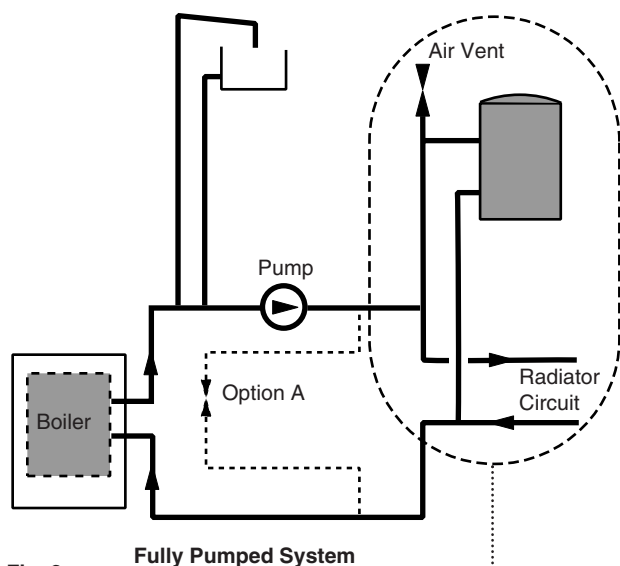 Air Vent
Pump
Option A
Radiator
Circuit
Boiler
Fully Pumped System